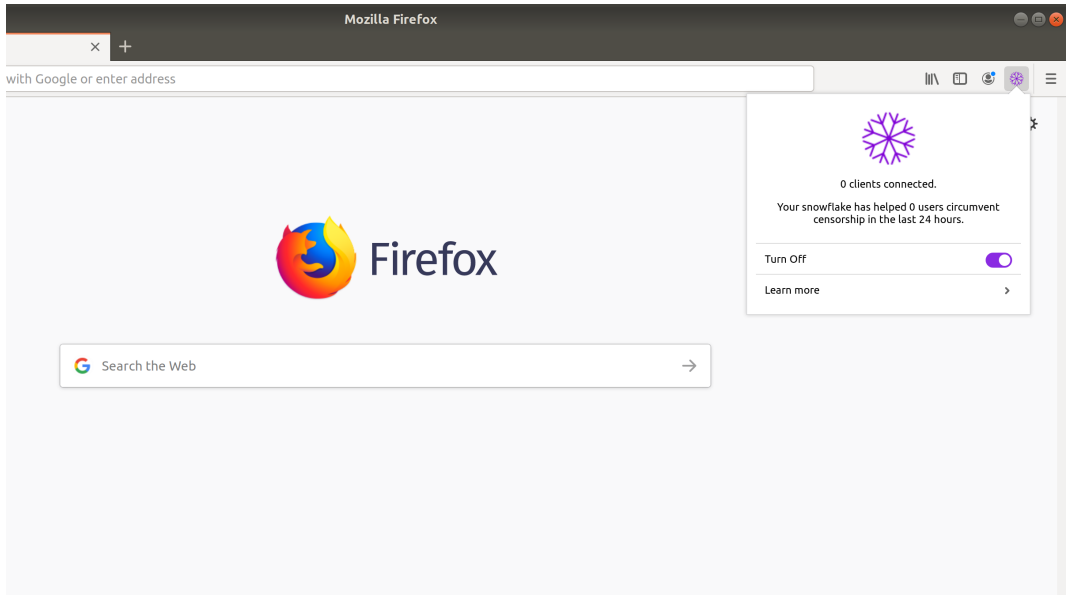 Mozilla Firefox
with Google or enter address
0 clients connected.
Your snowflake has helped 0 users circumvent
censorship in the last 24 hours.
Firefox
Turn Off
Learn more
Search the Web